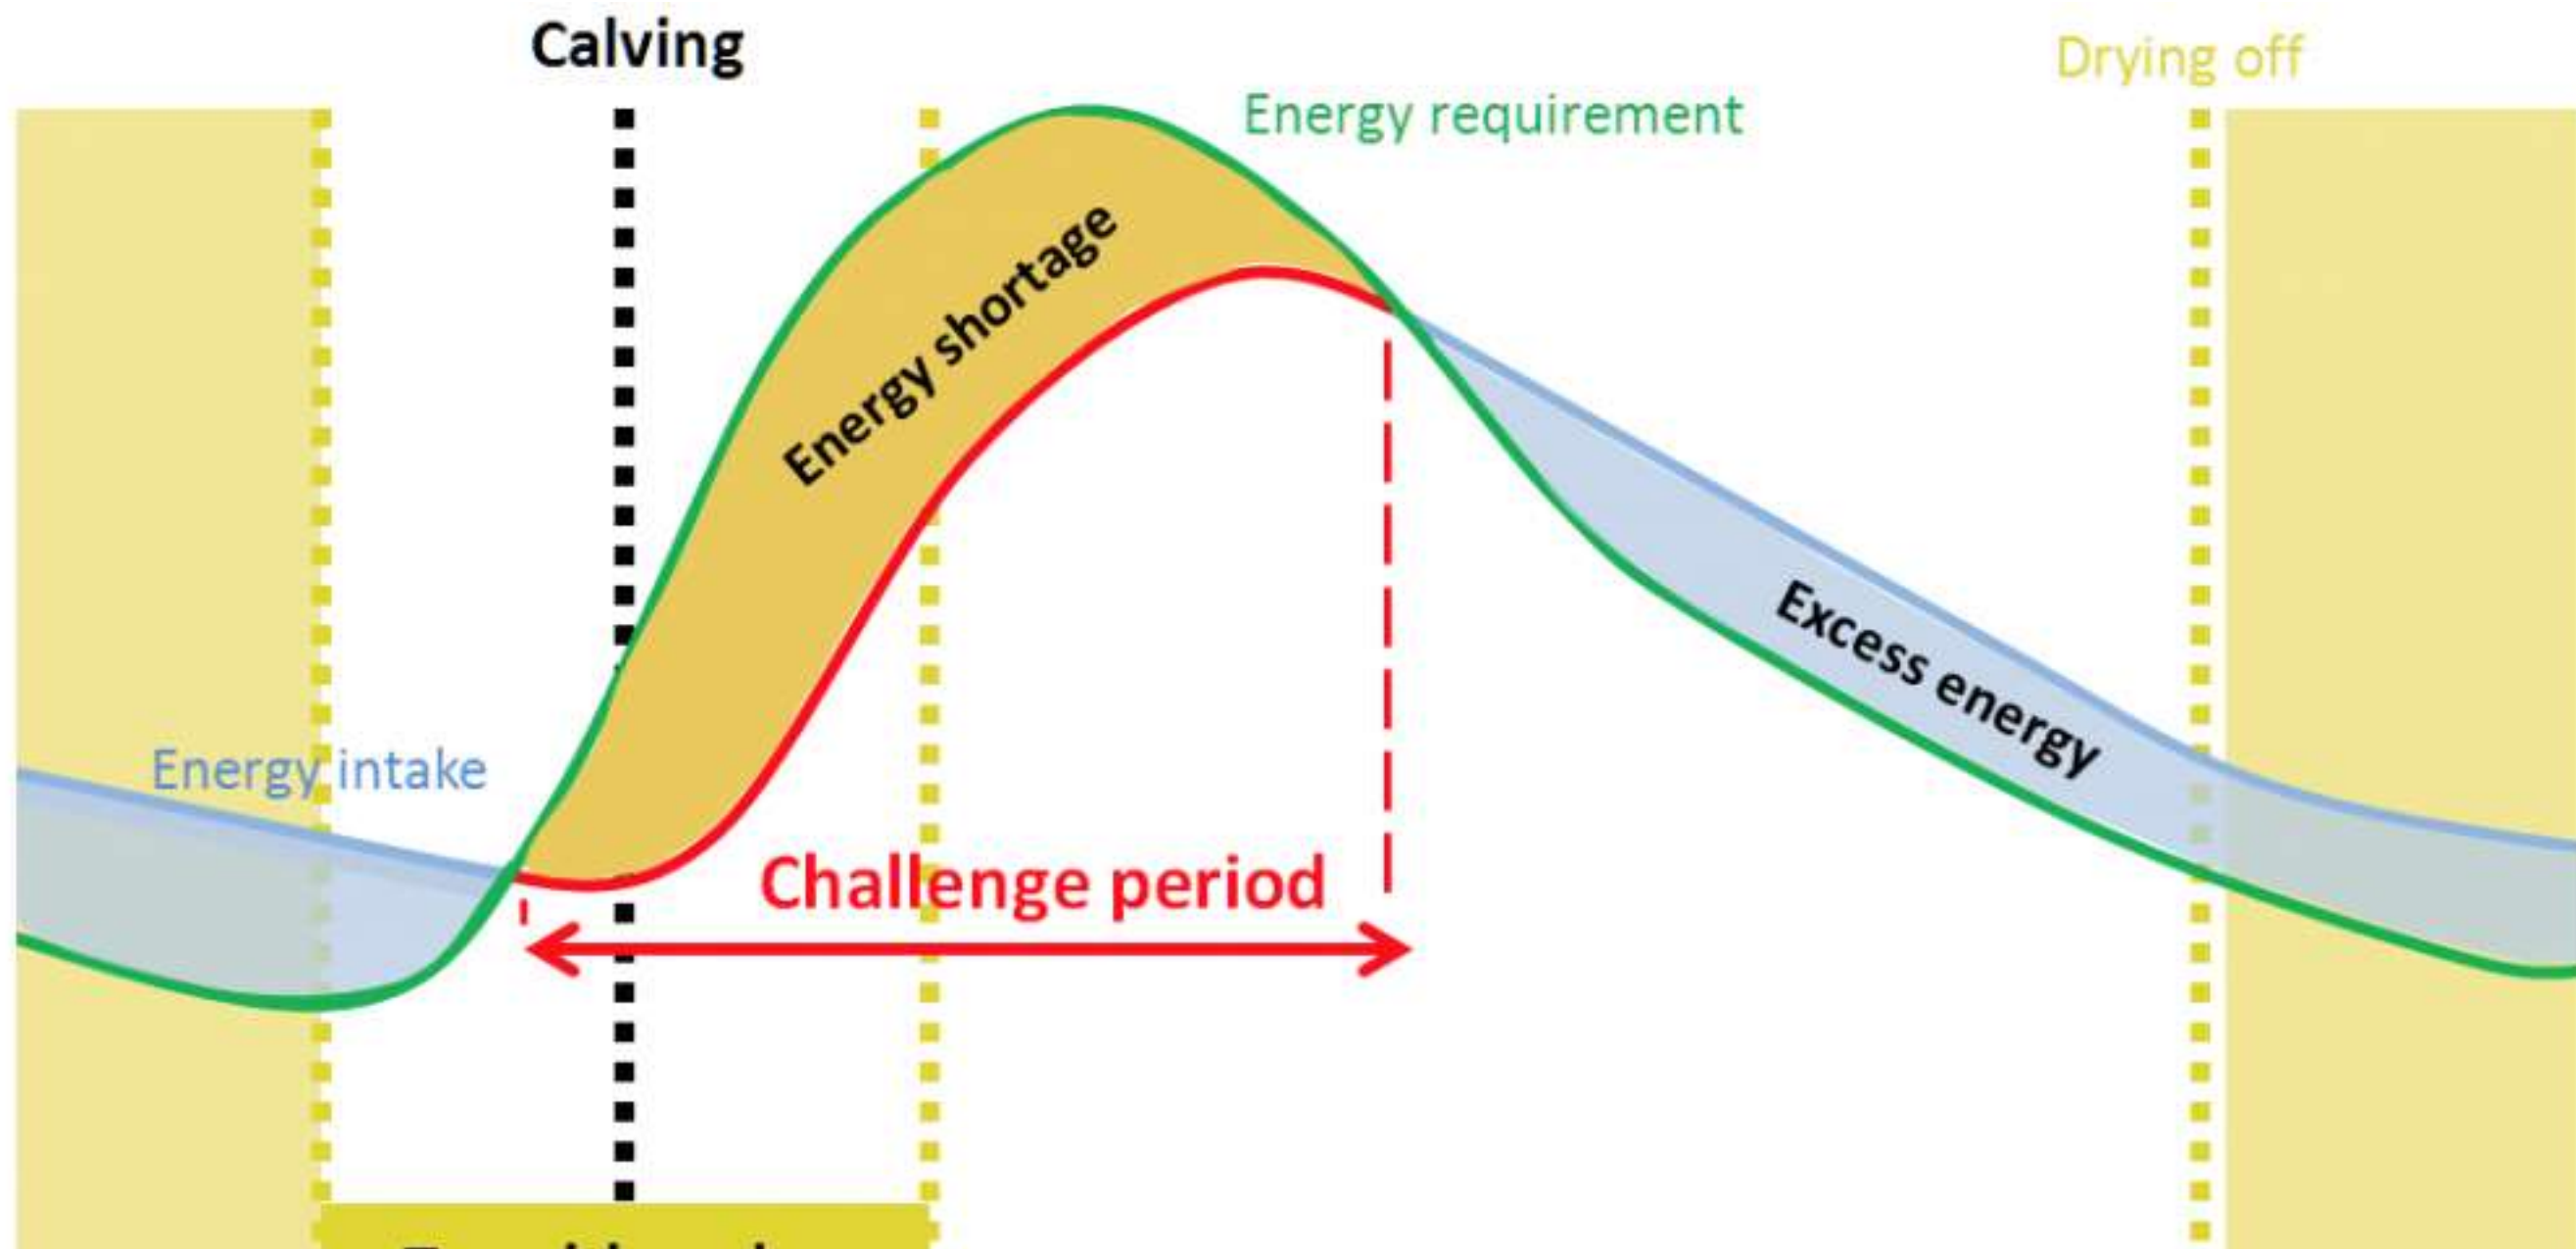 Calving
Drying off
Energy requirement
Energy shortage
Excess energy
Energy intake
Challenge period